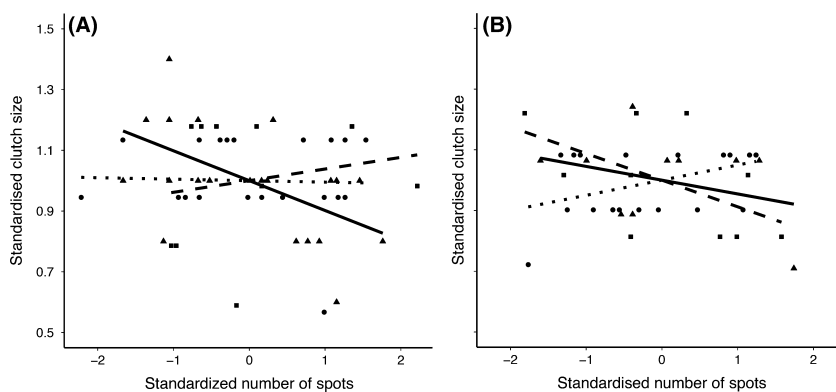 (A)
Standardised clutch size
1.5
1.3
1.1
0.9
0.7
0.5
−2
−1
0
1
2
Standardized number of spots
(B)
Standardised clutch size
−2
−1
0
1
2
Standardised number of spots